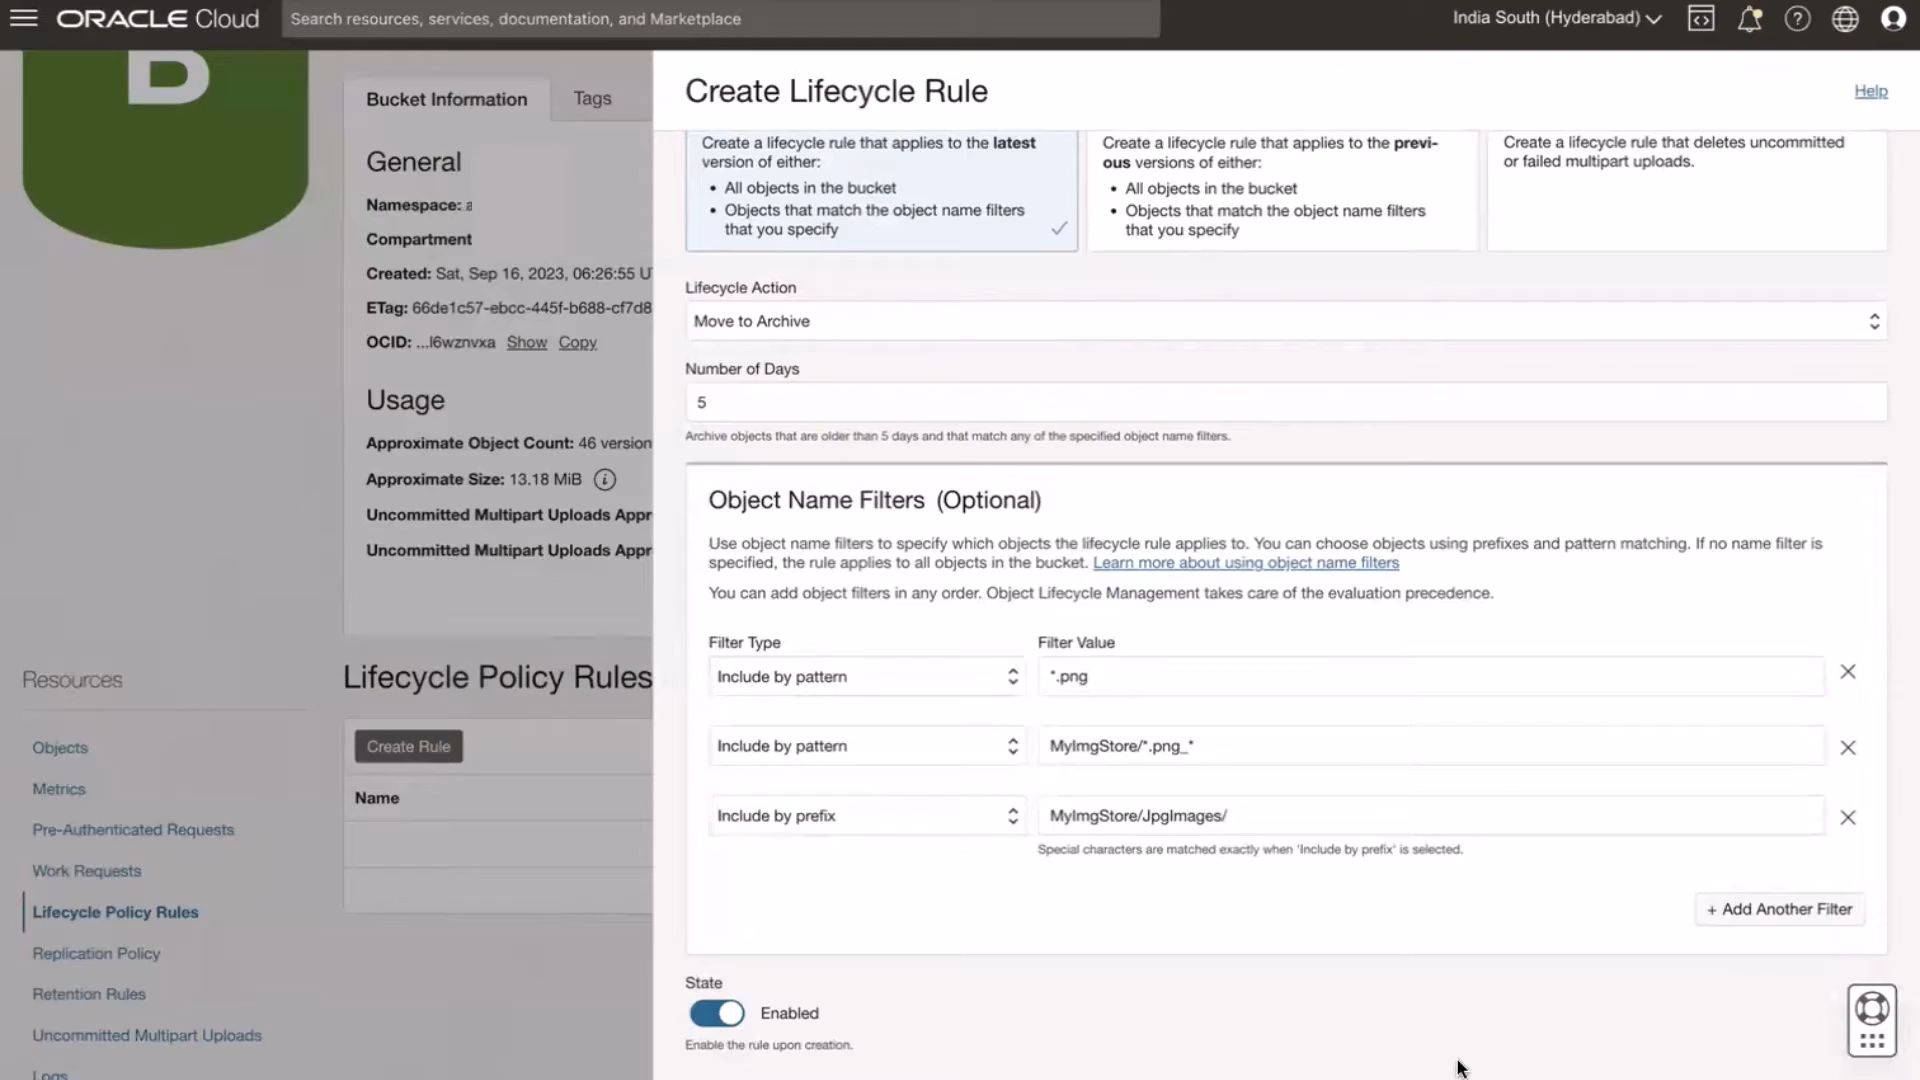 ORACLE Cloud
Search resources, services, documentation, and Marketplace
India South (Hyderabad)
B
Bucket Information
Tags
General
Namespace: a
Compartment
Created: Sat, Sep 16, 2023, 06:26:55 U
ETag: 66de1c57-ebcc-445f-b688-cf7d8
OCID: ...l6wznvxa Show Copy
Usage
Approximate Object Count: 46 version
Approximate Size: 13.18 MiB
Uncommitted Multipart Uploads Appr
Uncommitted Multipart Uploads Appr
Resources
Objects
Metrics
Pre-Authenticated Requests
Work Requests
Lifecycle Policy Rules
Replication Policy
Retention Rules
Uncommitted Multipart Uploads
Logs
Lifecycle Policy Rules
Create Rule
Name
Create Lifecycle Rule
Help
Create a lifecycle rule that applies to the latest
version of either:
• All objects in the bucket
• Objects that match the object name filters
that you specify
Create a lifecycle rule that applies to the previ-
ous versions of either:
• All objects in the bucket
• Objects that match the object name filters
that you specify
Create a lifecycle rule that deletes uncommitted
or failed multipart uploads.
Lifecycle Action
Move to Archive
Number of Days
5
Archive objects that are older than 5 days and that match any of the specified object name filters.
Object Name Filters (Optional)
Use object name filters to specify which objects the lifecycle rule applies to. You can choose objects using prefixes and pattern matching. If no name filter is
specified, the rule applies to all objects in the bucket. Learn more about using object name filters
You can add object filters in any order. Object Lifecycle Management takes care of the evaluation precedence.
Filter Type
Filter Value
Include by pattern
*.png
Include by pattern
MyImgStore/*.png_*
Include by prefix
MyImgStore/JpgImages/
Special characters are matched exactly when 'Include by prefix' is selected.
+ Add Another Filter
State
Enabled
Enable the rule upon creation.